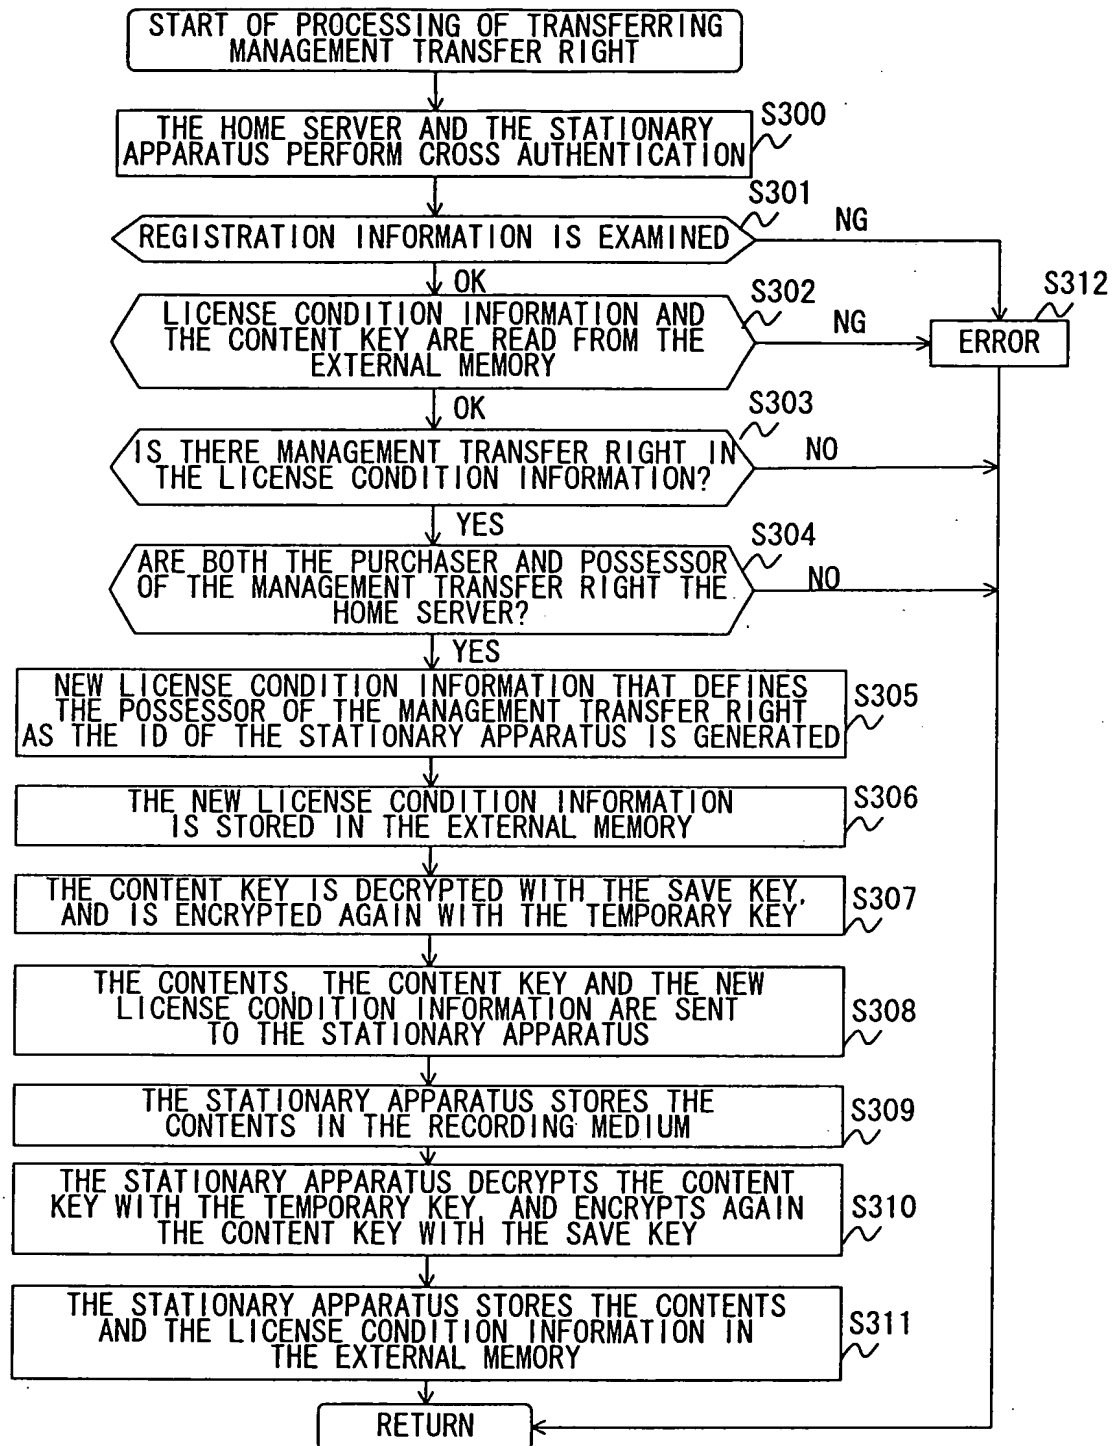 START OF PROCESSING OF TRANSFERRING
MANAGEMENT TRANSFER RIGHT
S300
THE HOME SERVER AND THE STATIONARY
APPARATUS PERFORM CROSS AUTHENTICATION
S301
REGISTRATION INFORMATION IS EXAMINED
NG
OK
S302
LICENSE CONDITION INFORMATION AND
THE CONTENT KEY ARE READ FROM THE
EXTERNAL MEMORY
NG
S312
ERROR
OK
S303
IS THERE MANAGEMENT TRANSFER RIGHT IN
THE LICENSE CONDITION INFORMATION?
NO
YES
S304
ARE BOTH THE PURCHASER AND POSSESSOR
OF THE MANAGEMENT TRANSFER RIGHT THE
HOME SERVER?
NO
YES
NEW LICENSE CONDITION INFORMATION THAT DEFINES
THE POSSESSOR OF THE MANAGEMENT TRANSFER RIGHT
AS THE ID OF THE STATIONARY APPARATUS IS GENERATED
S305
THE NEW LICENSE CONDITION INFORMATION
IS STORED IN THE EXTERNAL MEMORY
S306
THE CONTENT KEY IS DECRYPTED WITH THE SAVE KEY,
AND IS ENCRYPTED AGAIN WITH THE TEMPORARY KEY
S307
THE CONTENTS, THE CONTENT KEY AND THE NEW
LICENSE CONDITION INFORMATION ARE SENT
TO THE STATIONARY APPARATUS
S308
THE STATIONARY APPARATUS STORES THE
CONTENTS IN THE RECORDING MEDIUM
S309
THE STATIONARY APPARATUS DECRYPTS THE CONTENT
KEY WITH THE TEMPORARY KEY, AND ENCRYPTS AGAIN
THE CONTENT KEY WITH THE SAVE KEY
S310
THE STATIONARY APPARATUS STORES THE CONTENTS
AND THE LICENSE CONDITION INFORMATION IN
THE EXTERNAL MEMORY
S311
RETURN